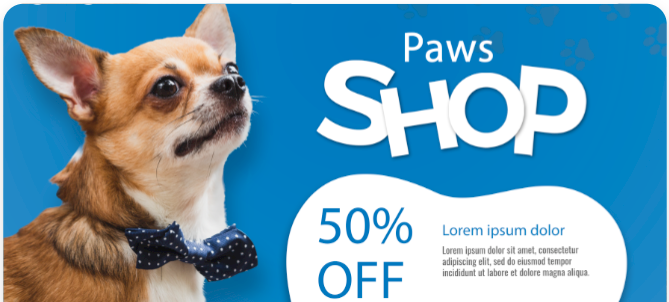 Paws
SHOP
50%
OFF
Lorem ipsum dolor
Lorem ipsum dolor sit amet, consectetur
adipiscing elit, sed do eiusmod tempor
incididunt ut labore et dolore magna aliqua.